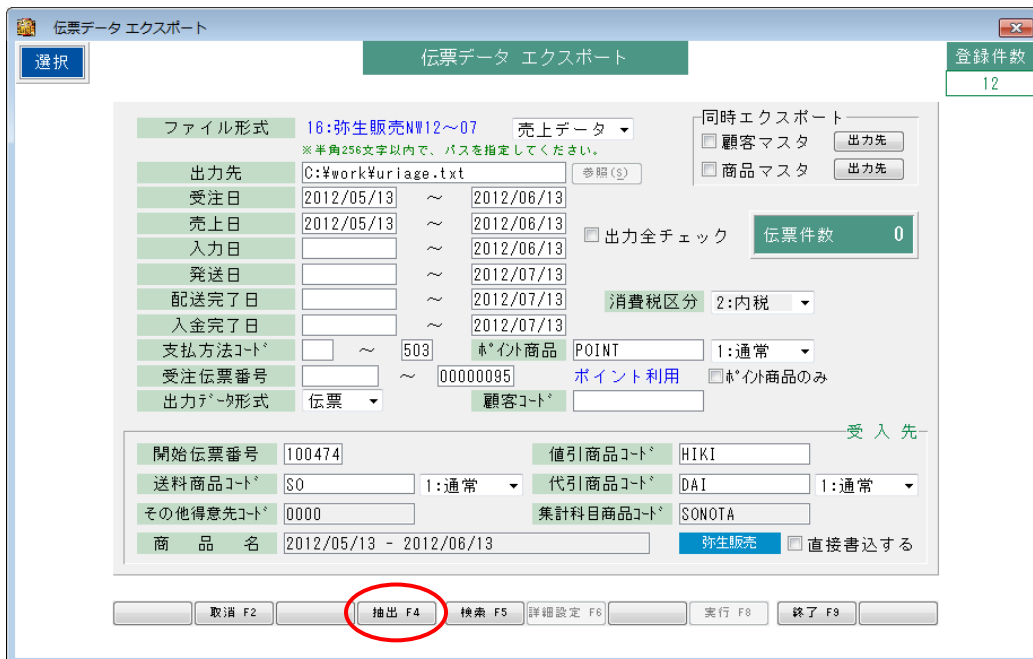 伝票データ エクスポート
選択
伝票データ エクスポート
登録件数
12
ファイル形式 16:弥生販売NW12～07 売上データ
※半角256文字以内で、パスを指定してください。
同時エクスポート
顧客マスタ 出力先
商品マスタ 出力先
出力先 C:¥work¥uriage.txt 参照(S)
受注日 2012/05/13 ～ 2012/06/13
売上日 2012/05/13 ～ 2012/06/13
出力全チェック 伝票件数 0
入力日 ～ 2012/06/13
発送日 ～ 2012/07/13
配送完了日 ～ 2012/07/13 消費税区分 2:内税
入金完了日 ～ 2012/07/13
支払方法ｺｰﾄﾞ ～ 503 ﾎﾟｲﾝﾄ商品 POINT 1:通常
受注伝票番号 ～ 00000095 ポイント利用 ﾎﾟｲﾝﾄ商品のみ
出力ﾃﾞｰﾀ形式 伝票 顧客ｺｰﾄﾞ
受 入 先
開始伝票番号 100474 値引商品ｺｰﾄﾞ HIKI
送料商品ｺｰﾄﾞ SO 1:通常 代引商品ｺｰﾄﾞ DAI 1:通常
その他得意先ｺｰﾄﾞ 0000 集計科目商品ｺｰﾄﾞ SONOTA
商 品 名 2012/05/13 - 2012/06/13 弥生販売 直接書込する
取消 F2 抽出 F4 検索 F5 詳細設定 F6 実行 F8 終了 F9